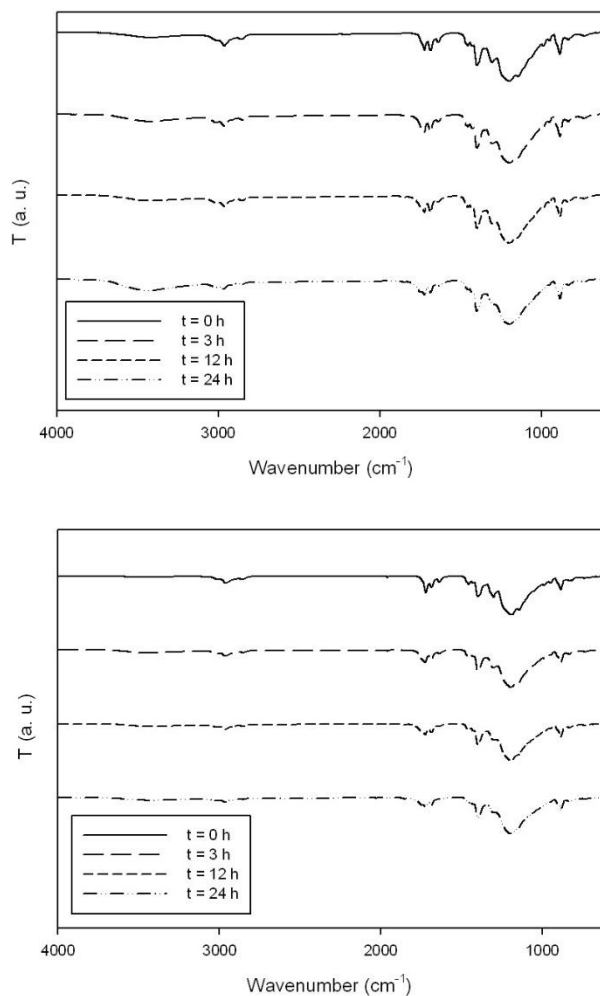 T (a. u.)
t = 0 h
t = 3 h
t = 12 h
t = 24 h
4000 3000 2000 1000
Wavenumber (cm⁻¹)
T (a. u.)
t = 0 h
t = 3 h
t = 12 h
t = 24 h
4000 3000 2000 1000
Wavenumber (cm⁻¹)